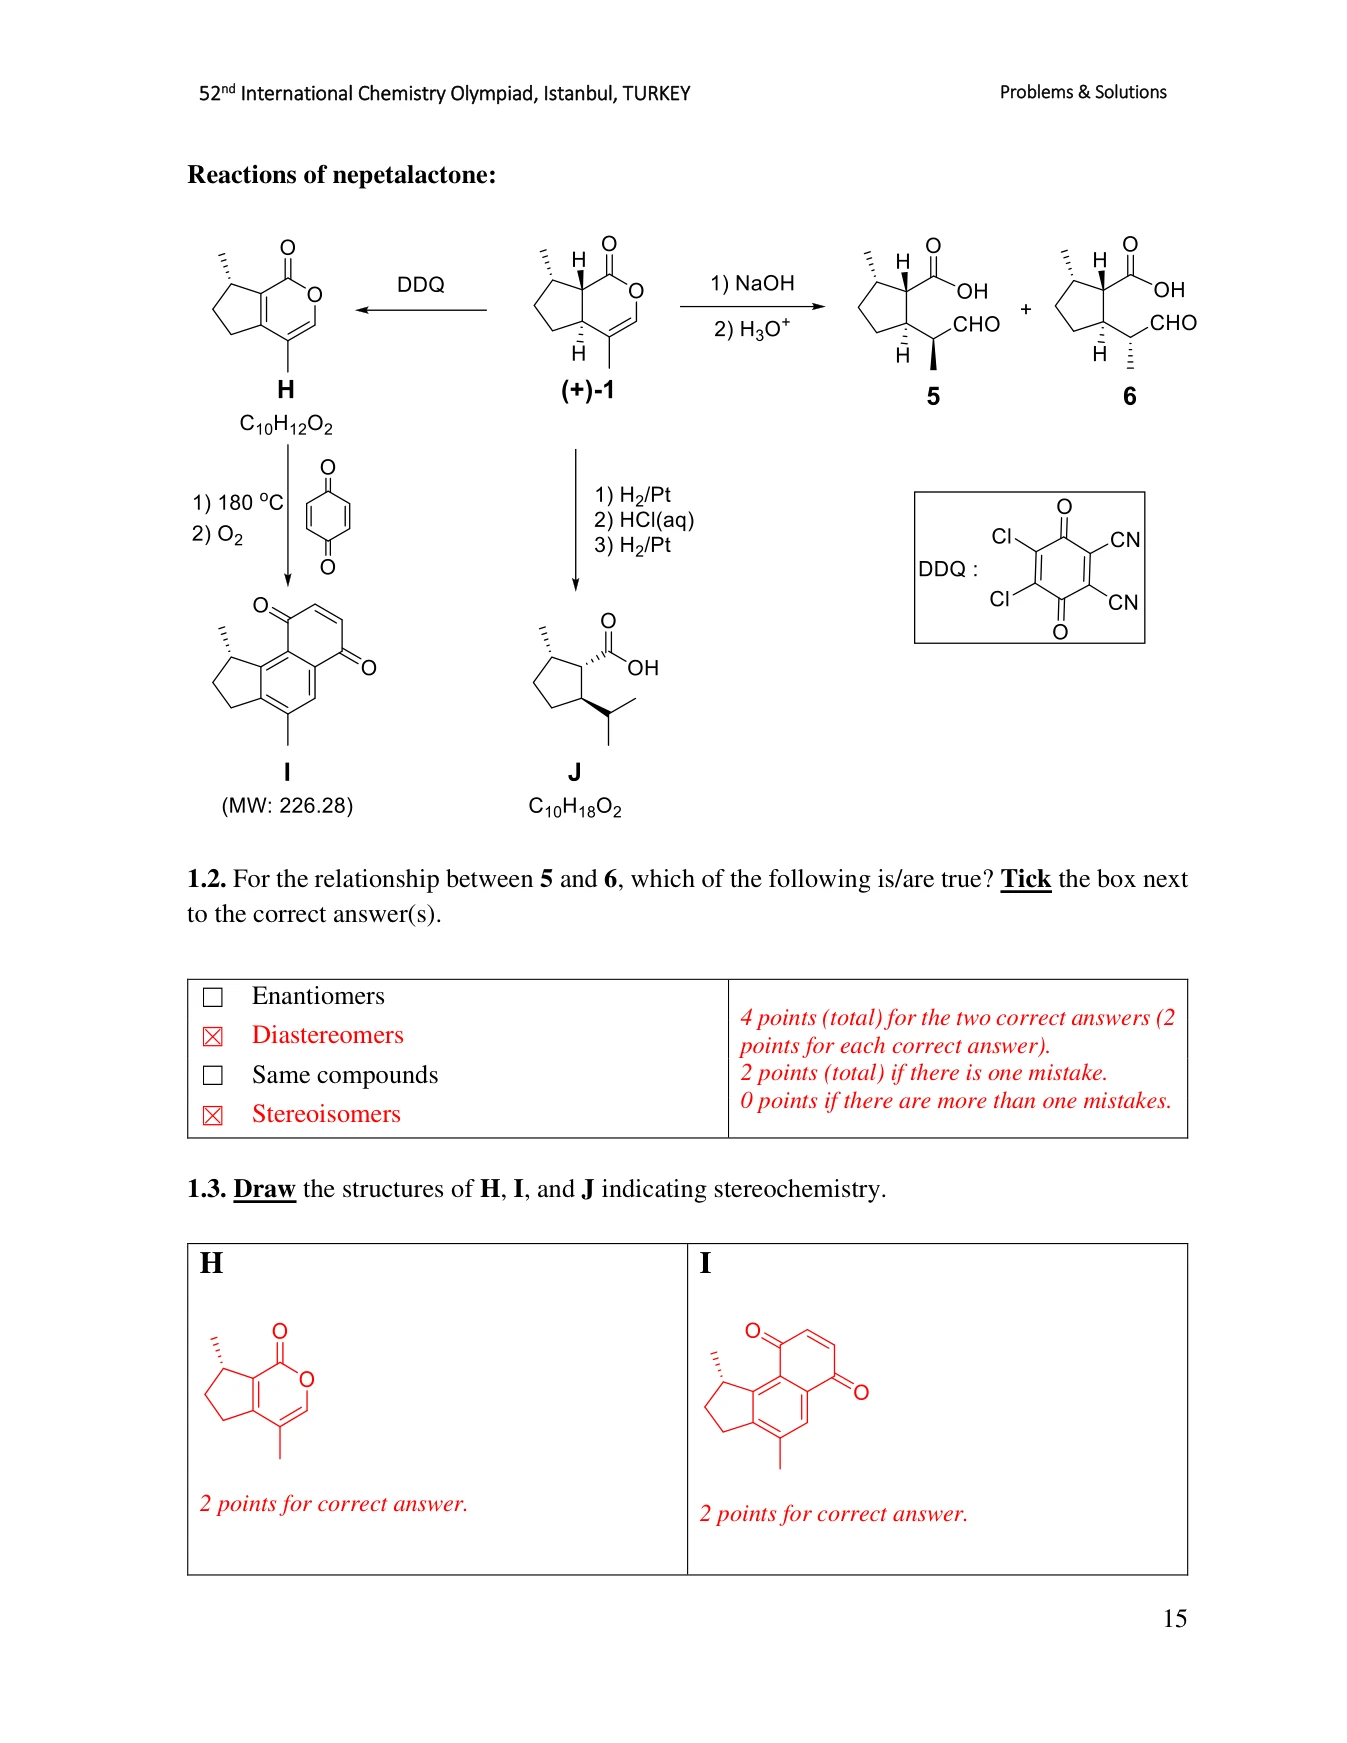 52nd International Chemistry Olympiad, Istanbul, TURKEY Problems & Solutions
Reactions of nepetalactone:
O
O
H
C10H12O2
DDQ
H
O
O
H
(+)-1
1) NaOH
2) H3O+
H
O
OH
CHO
H
5
+
H
O
OH
CHO
H
6
1) 180 oC
2) O2
O
O
1) H2/Pt
2) HCl(aq)
3) H2/Pt
DDQ :
O
Cl
CN
Cl
CN
O
O
O
I
(MW: 226.28)
O
OH
J
C10H18O2
1.2. For the relationship between 5 and 6, which of the following is/are true? Tick the box next
to the correct answer(s).
☐ Enantiomers
☒ Diastereomers
☐ Same compounds
☒ Stereoisomers
4 points (total) for the two correct answers (2
points for each correct answer).
2 points (total) if there is one mistake.
0 points if there are more than one mistakes.
1.3. Draw the structures of H, I, and J indicating stereochemistry.
H
O
O
2 points for correct answer.
I
O
O
2 points for correct answer.
15